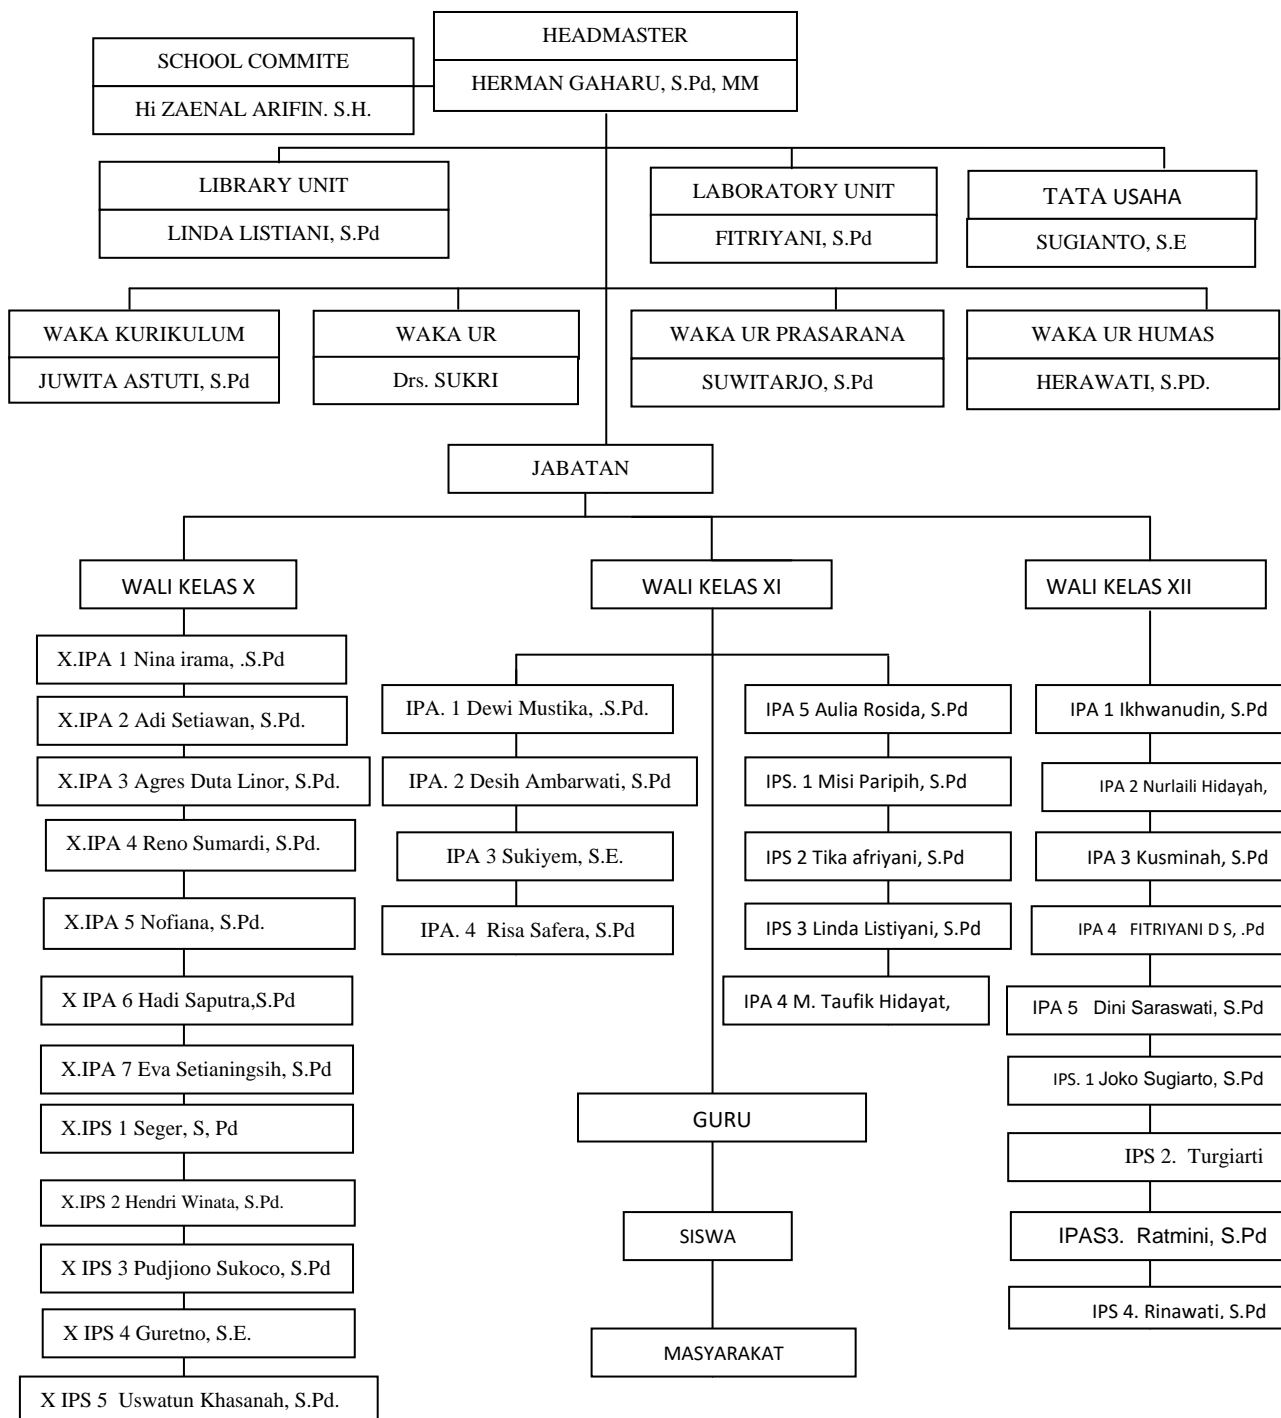 HEADMASTER
HERMAN GAHARU, S.Pd, MM
SCHOOL COMMITE
Hi ZAENAL ARIFIN. S.H.
LIBRARY UNIT
LINDA LISTIANI, S.Pd
LABORATORY UNIT
FITRIYANI, S.Pd
TATA USAHA
SUGIANTO, S.E
WAKA KURIKULUM
JUWITA ASTUTI, S.Pd
WAKA UR
Drs. SUKRI
WAKA UR PRASARANA
SUWITARJO, S.Pd
WAKA UR HUMAS
HERAWATI, S.PD.
JABATAN
WALI KELAS X
X.IPA 1 Nina irama, .S.Pd
X.IPA 2 Adi Setiawan, S.Pd.
X.IPA 3 Agres Duta Linor, S.Pd.
X.IPA 4 Reno Sumardi, S.Pd.
X.IPA 5 Nofiana, S.Pd.
X IPA 6 Hadi Saputra,S.Pd
X.IPA 7 Eva Setianingsih, S.Pd
X.IPS 1 Seger, S, Pd
X.IPS 2 Hendri Winata, S.Pd.
X IPS 3 Pudjiono Sukoco, S.Pd
X IPS 4 Guretno, S.E.
X IPS 5 Uswatun Khasanah, S.Pd.
WALI KELAS XI
IPA. 1 Dewi Mustika, .S.Pd.
IPA. 2 Desih Ambarwati, S.Pd
IPA 3 Sukiyem, S.E.
IPA. 4 Risa Safera, S.Pd
IPA 5 Aulia Rosida, S.Pd
IPS. 1 Misi Paripih, S.Pd
IPS 2 Tika afriyani, S.Pd
IPS 3 Linda Listiyani, S.Pd
IPA 4 M. Taufik Hidayat,
GURU
SISWA
MASYARAKAT
WALI KELAS XII
IPA 1 Ikhwanudin, S.Pd
IPA 2 Nurlaili Hidayah,
IPA 3 Kusminah, S.Pd
IPA 4 FITRIYANI D S, .Pd
IPA 5 Dini Saraswati, S.Pd
IPS. 1 Joko Sugiarto, S.Pd
IPS 2. Turgiarti
IPAS3. Ratmini, S.Pd
IPS 4. Rinawati, S.Pd